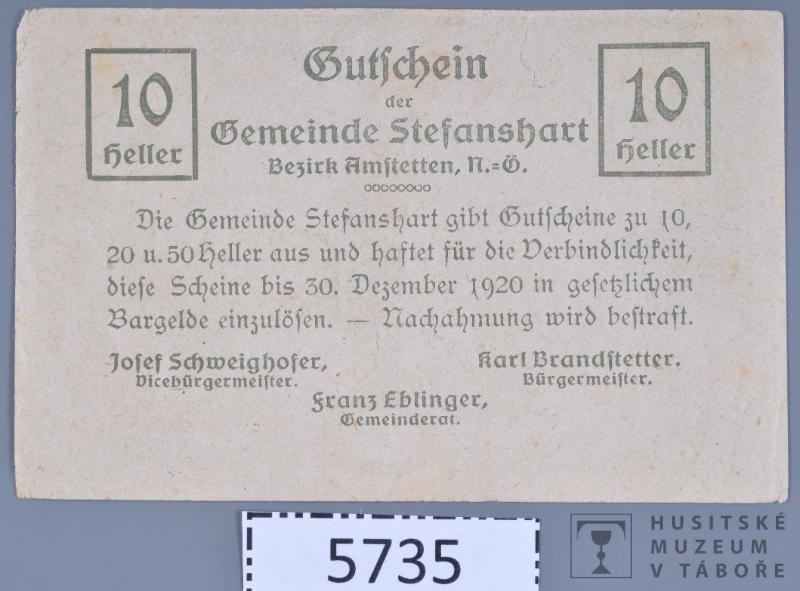 Gutschein
der
Gemeinde Stefanshart
Bezirk Amstetten, N.=Ö.
10
Heller
10
Heller
Die Gemeinde Stefanshart gibt Gutscheine zu 10,
20 u. 50 Heller aus und haftet für die Verbindlichkeit,
diese Scheine bis 30. Dezember 1920 in gesetzlichem
Bargelde einzulösen. — Nachahmung wird bestraft.
Josef Schweighofer,
Vicebürgermeister.
Karl Brandstetter.
Bürgermeister.
Franz Eblinger,
Gemeinderat.
5735
HUSITSKÉ
MUZEUM
V TÁBOŘE